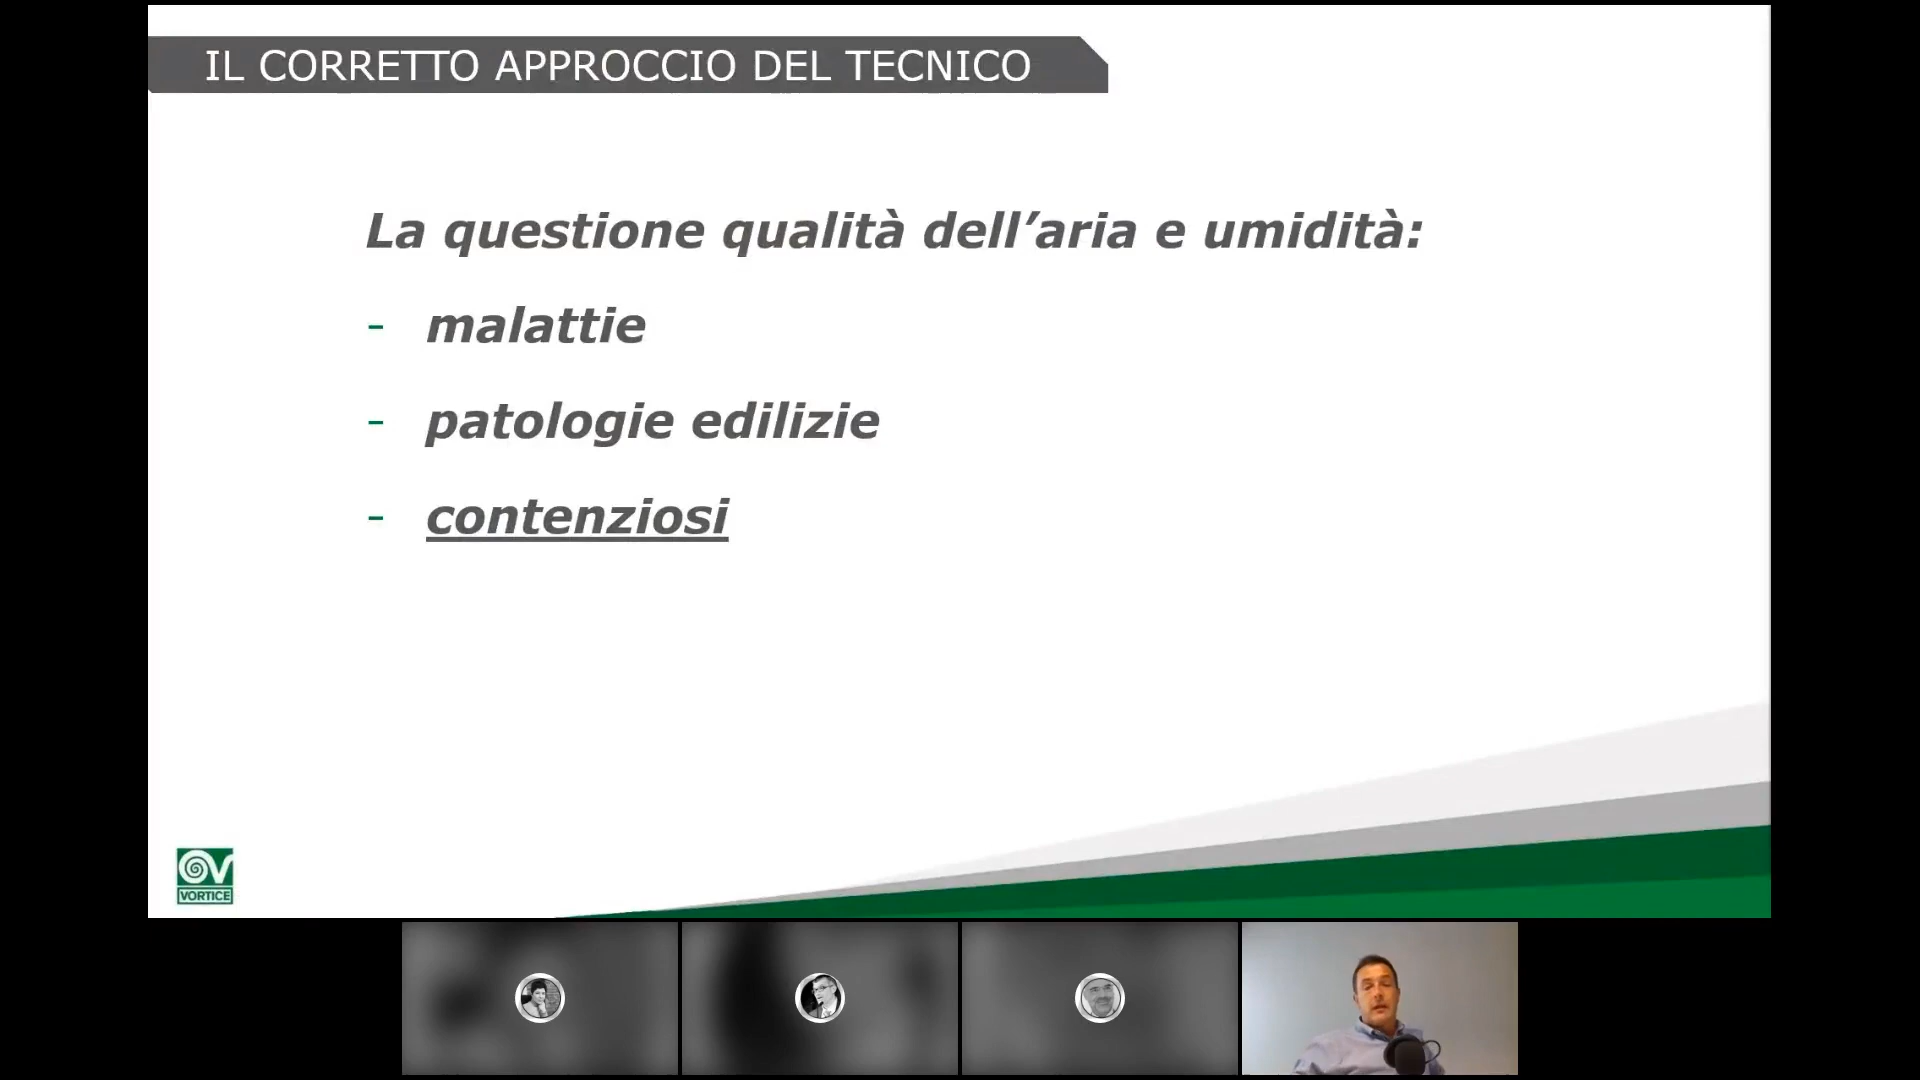 IL CORRETTO APPROCCIO DEL TECNICO
La questione qualità dell’aria e umidità:
- malattie
- patologie edilizie
- contenziosi
VORTICE